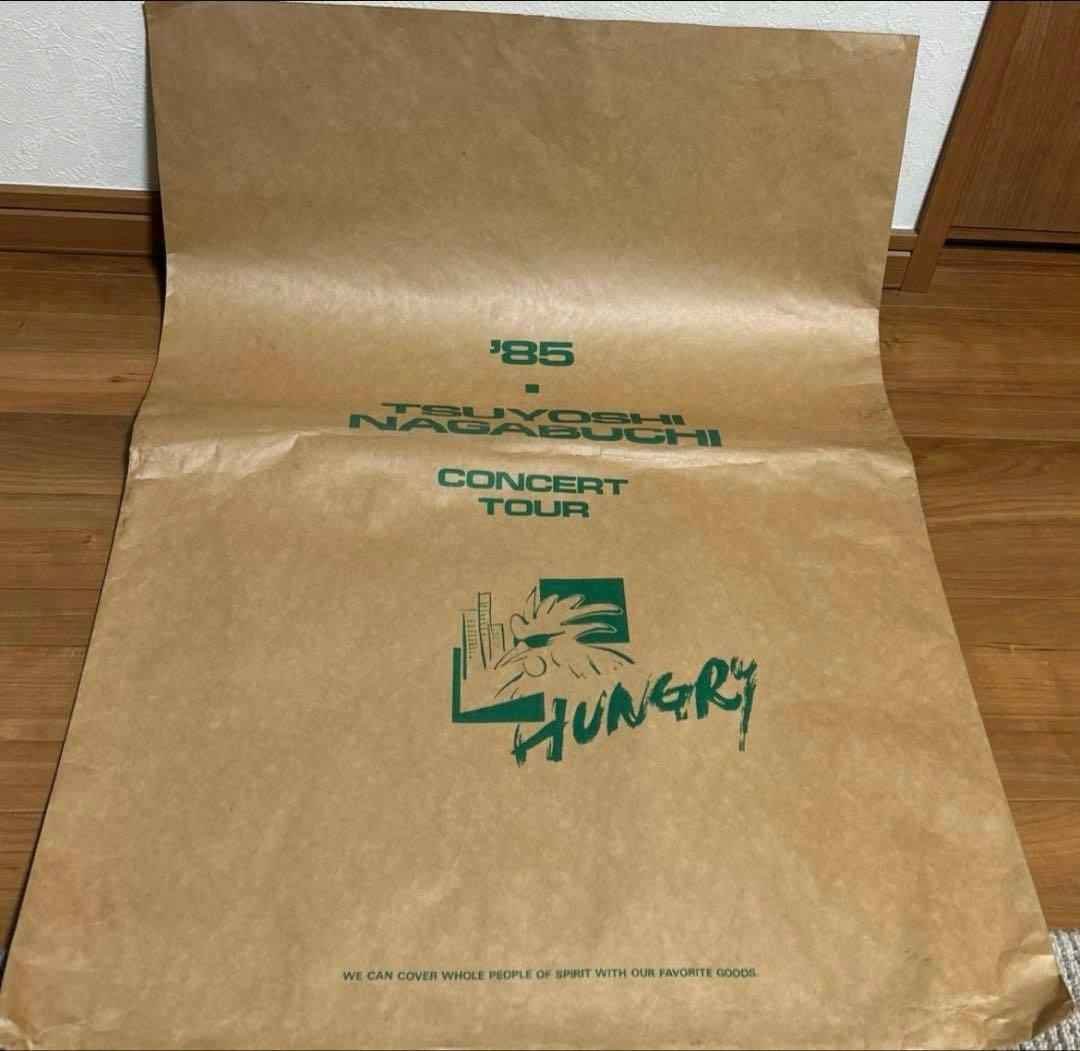 '85
TSUYOSHI
NAGABUCHI
CONCERT
TOUR
HUNGRY
WE CAN COVER WHOLE PEOPLE OF SPIRIT WITH OUR FAVORITE GOODS.